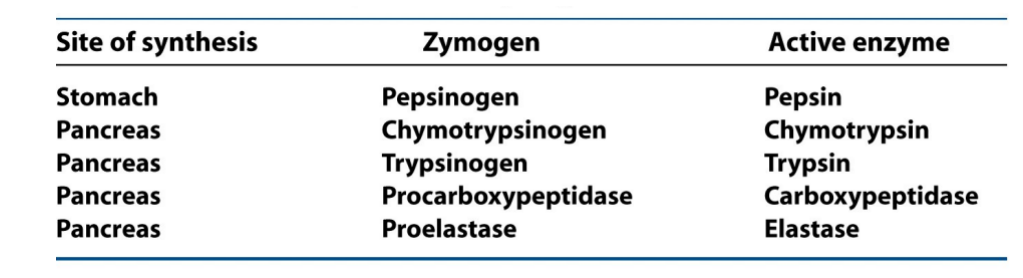 Site of synthesis Zymogen Active enzyme
Stomach Pepsinogen Pepsin
Pancreas Chymotrypsinogen Chymotrypsin
Pancreas Trypsinogen Trypsin
Pancreas Procarboxypeptidase Carboxypeptidase
Pancreas Proelastase Elastase